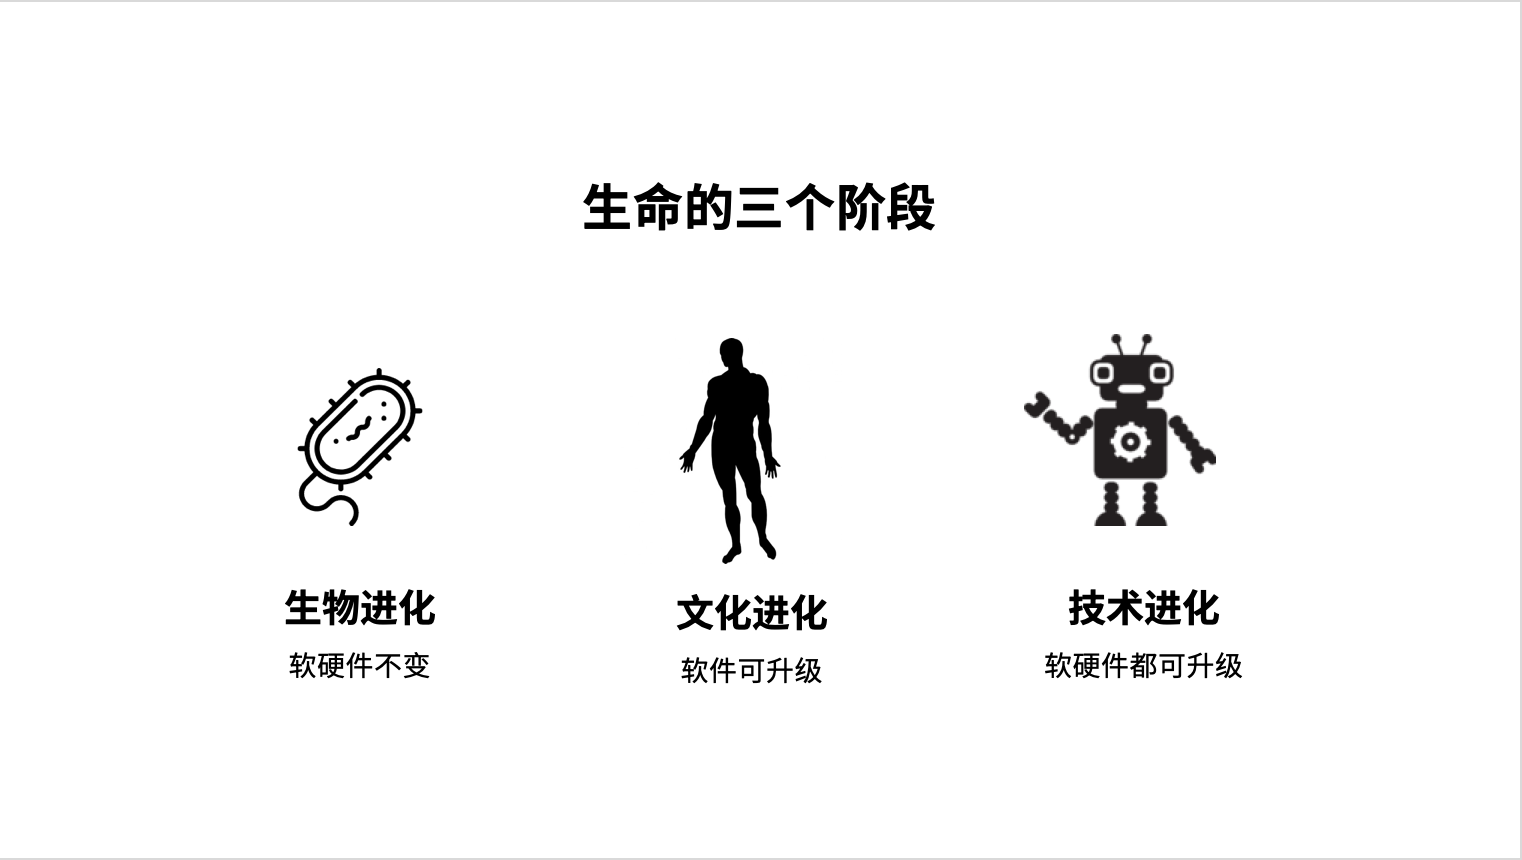 生命的三个阶段
生物进化
软硬件不变
文化进化
软件可升级
技术进化
软硬件都可升级